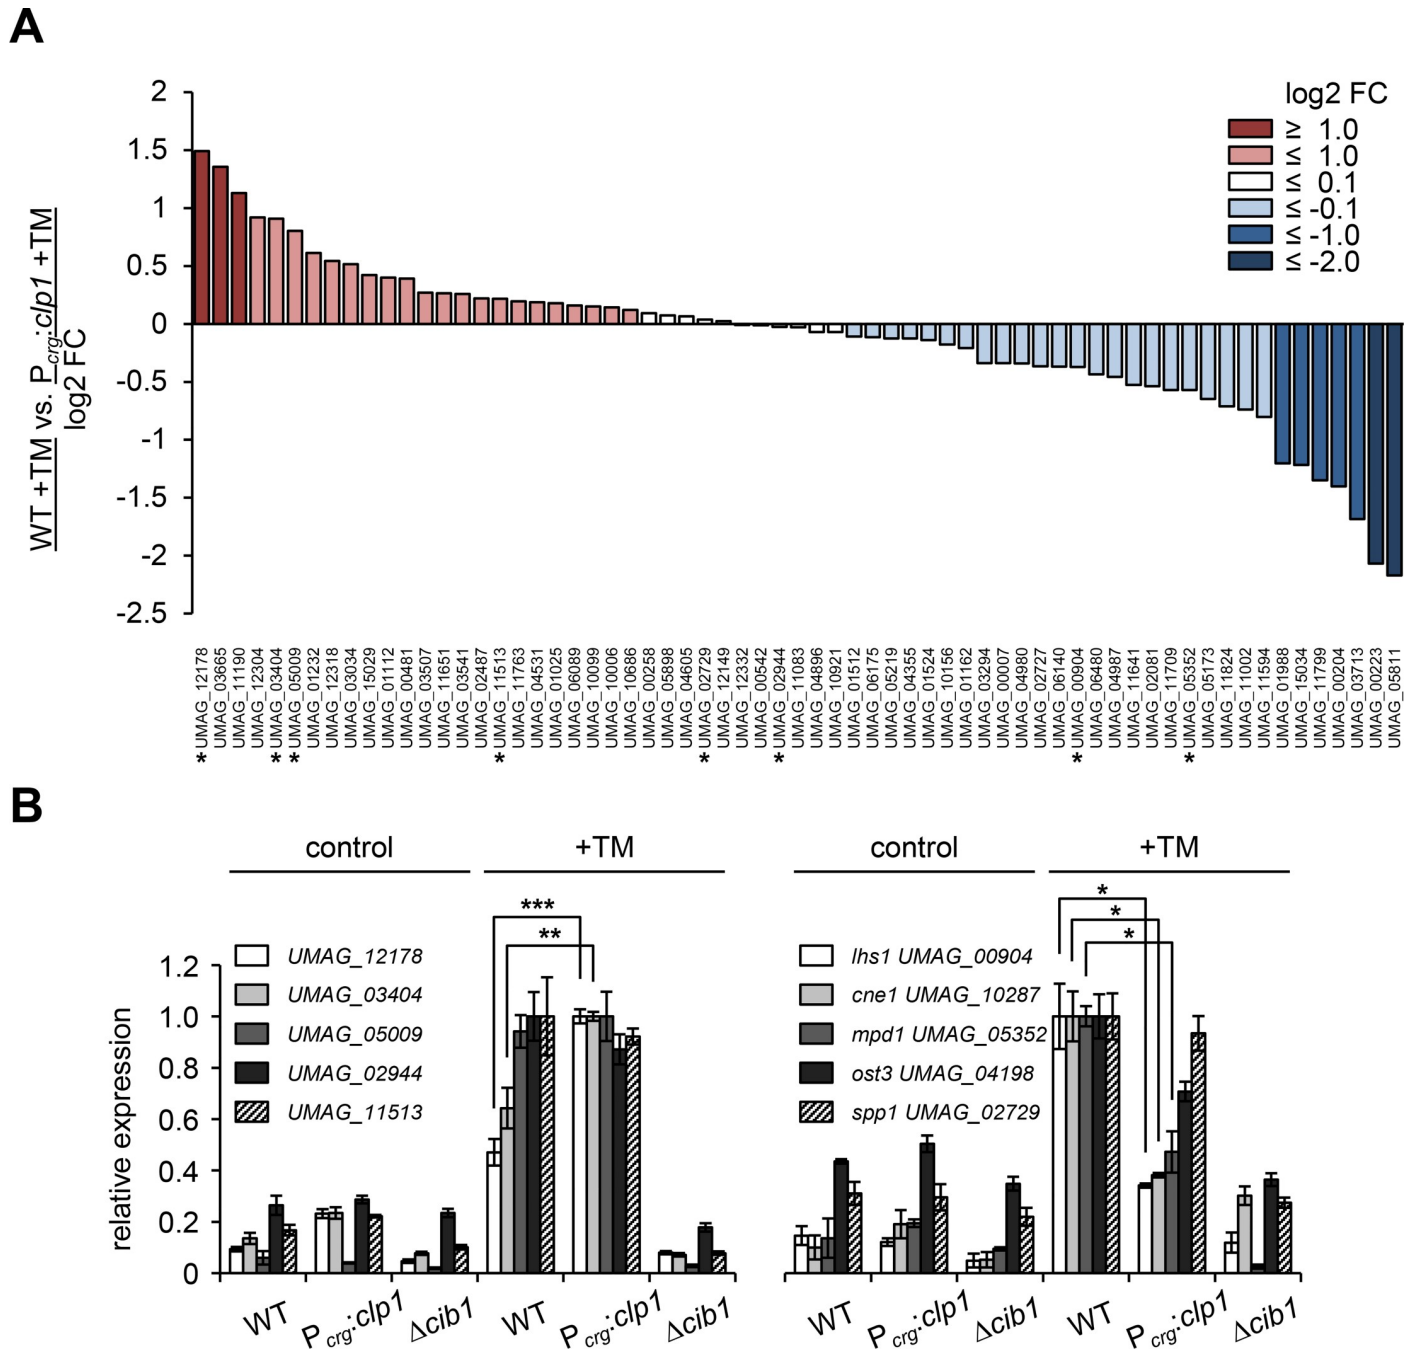 A
log2 FC
≥ 1.0
≤ 1.0
≤ 0.1
≤ -0.1
≤ -1.0
≤ -2.0
2
1.5
1
0.5
0
-0.5
-1
-1.5
-2
-2.5
WT +TM vs. Pcrg:clp1 +TM
log2 FC
UMAG_12178
UMAG_03665
UMAG_11190
UMAG_12304
UMAG_03404
UMAG_05009
UMAG_01232
UMAG_12318
UMAG_03034
UMAG_15029
UMAG_01112
UMAG_00481
UMAG_03507
UMAG_11651
UMAG_03541
UMAG_02487
UMAG_11513
UMAG_11763
UMAG_04531
UMAG_01025
UMAG_06089
UMAG_10099
UMAG_10006
UMAG_10686
UMAG_00258
UMAG_05898
UMAG_04605
UMAG_02729
UMAG_12149
UMAG_12332
UMAG_00542
UMAG_02944
UMAG_11083
UMAG_04896
UMAG_10921
UMAG_01512
UMAG_06175
UMAG_05219
UMAG_04355
UMAG_01524
UMAG_10156
UMAG_01162
UMAG_03294
UMAG_00007
UMAG_04980
UMAG_02727
UMAG_06140
UMAG_00904
UMAG_06480
UMAG_04987
UMAG_11641
UMAG_02081
UMAG_11709
UMAG_05352
UMAG_05173
UMAG_11824
UMAG_11002
UMAG_11594
UMAG_01988
UMAG_15034
UMAG_11799
UMAG_00204
UMAG_03713
UMAG_00223
UMAG_05811
* * * * * * * *
B
control +TM control +TM
***
**
*
*
*
UMAG_12178
UMAG_03404
UMAG_05009
UMAG_02944
UMAG_11513
lhs1 UMAG_00904
cne1 UMAG_10287
mpd1 UMAG_05352
ost3 UMAG_04198
spp1 UMAG_02729
relative expression
1.2
1.0
0.8
0.6
0.4
0.2
0
WT Pcrg:clp1 Δcib1 WT Pcrg:clp1 Δcib1 WT Pcrg:clp1 Δcib1 WT Pcrg:clp1 Δcib1